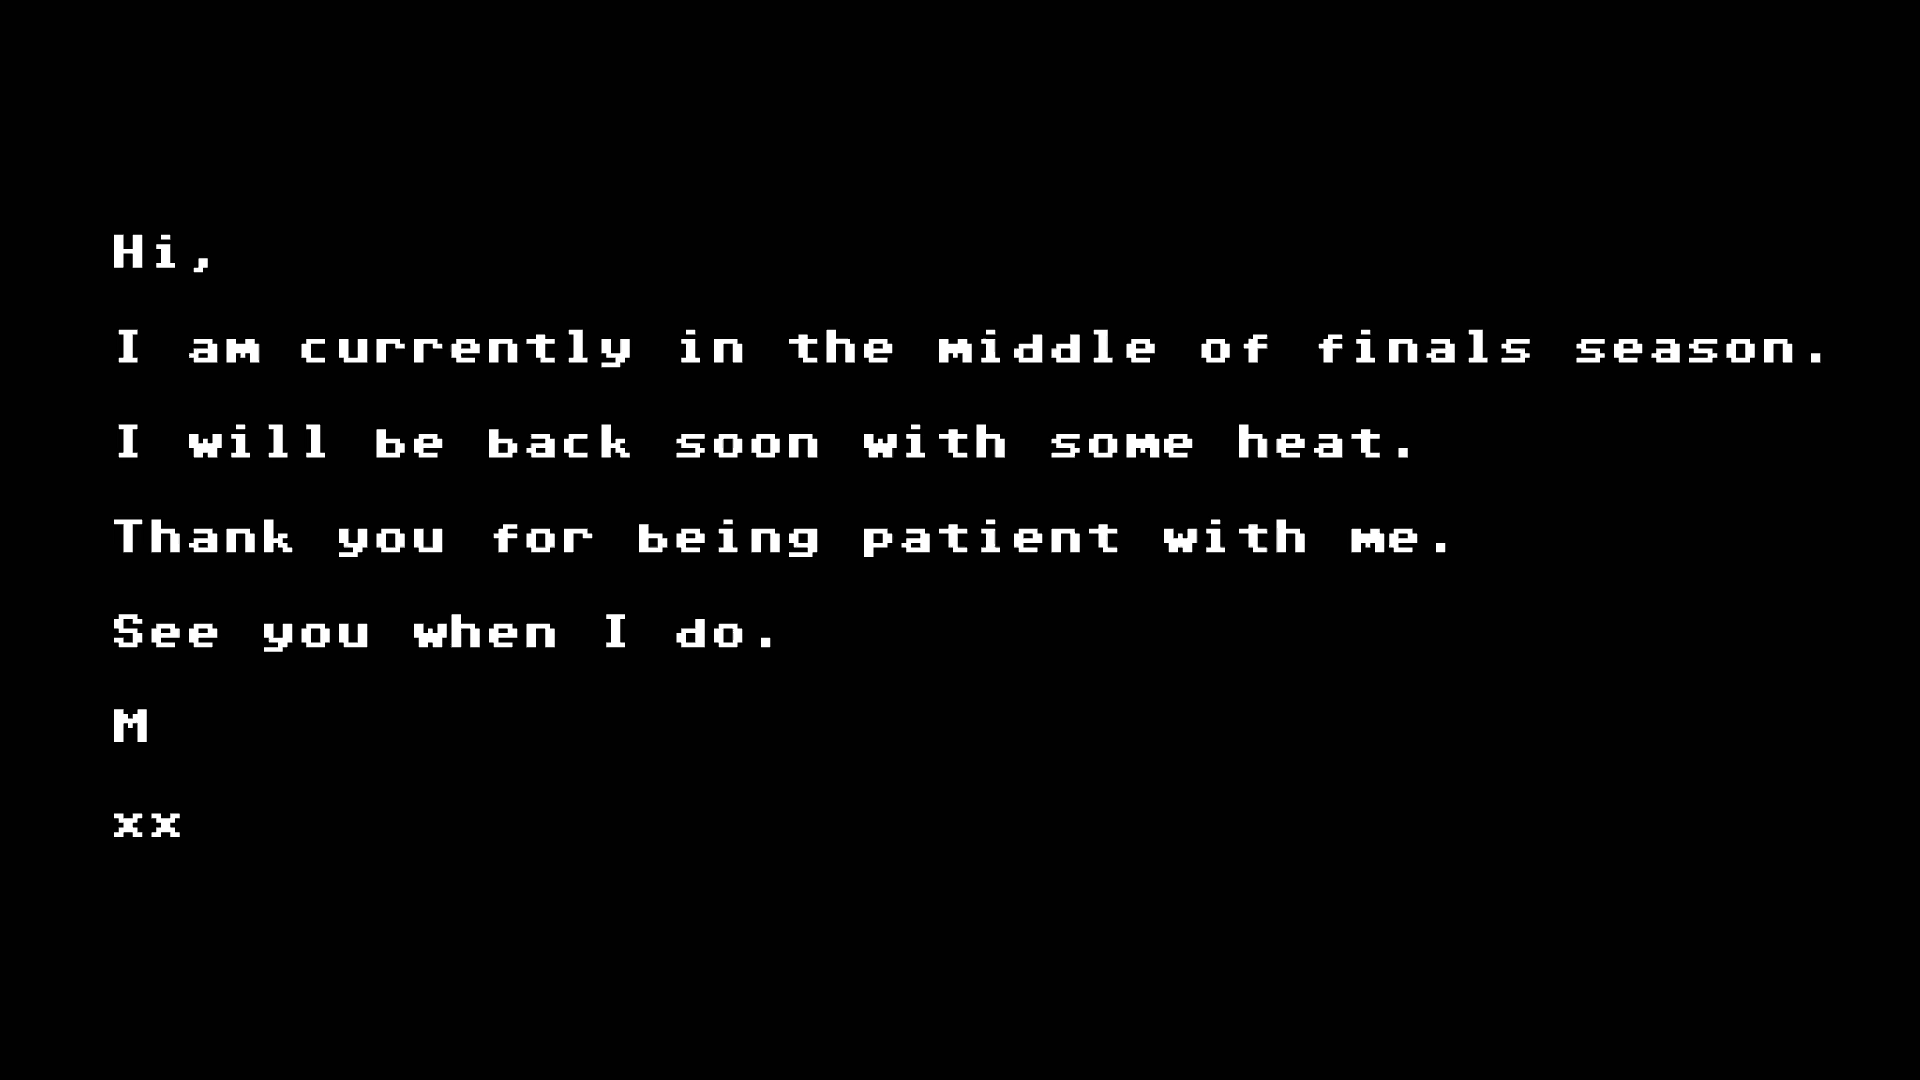 Hi,
I am currently in the middle of finals season.
I will be back soon with some heat.
Thank you for being patient with me.
See you when I do.
M
xx